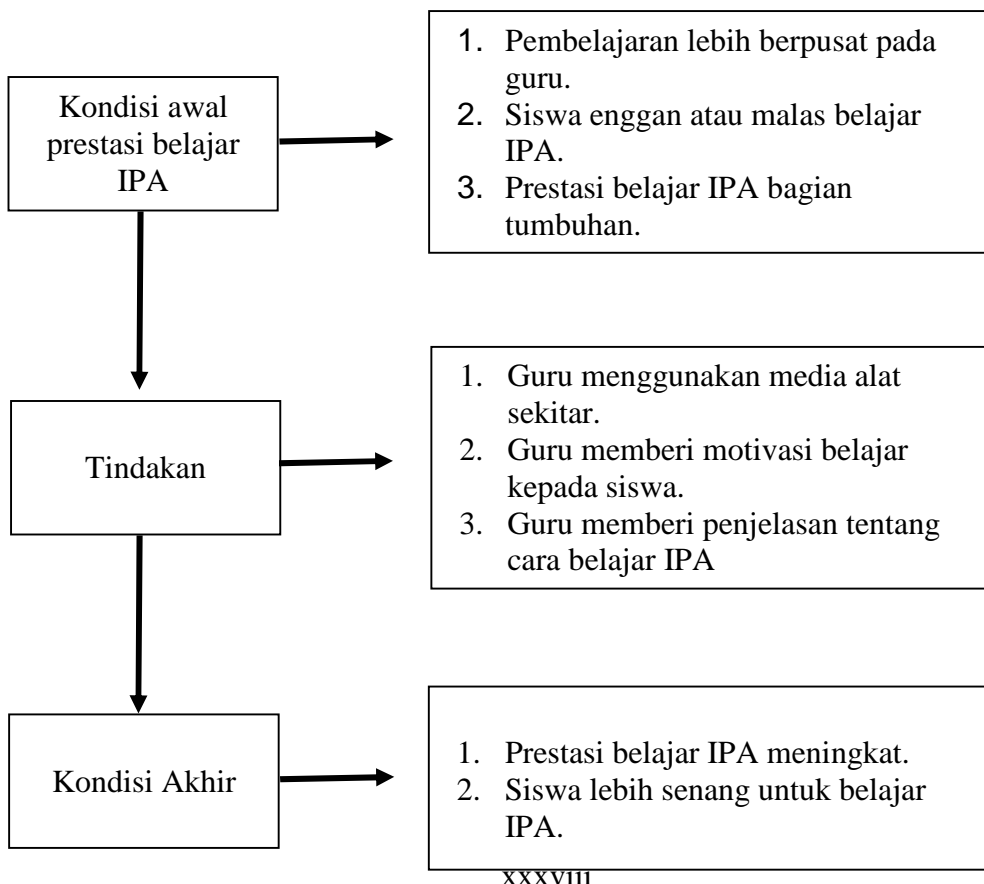 Kondisi awal
prestasi belajar
IPA
1. Pembelajaran lebih berpusat pada
guru.
2. Siswa enggan atau malas belajar
IPA.
3. Prestasi belajar IPA bagian
tumbuhan.
Tindakan
1. Guru menggunakan media alat
sekitar.
2. Guru memberi motivasi belajar
kepada siswa.
3. Guru memberi penjelasan tentang
cara belajar IPA
Kondisi Akhir
1. Prestasi belajar IPA meningkat.
2. Siswa lebih senang untuk belajar
IPA.
xxxviii